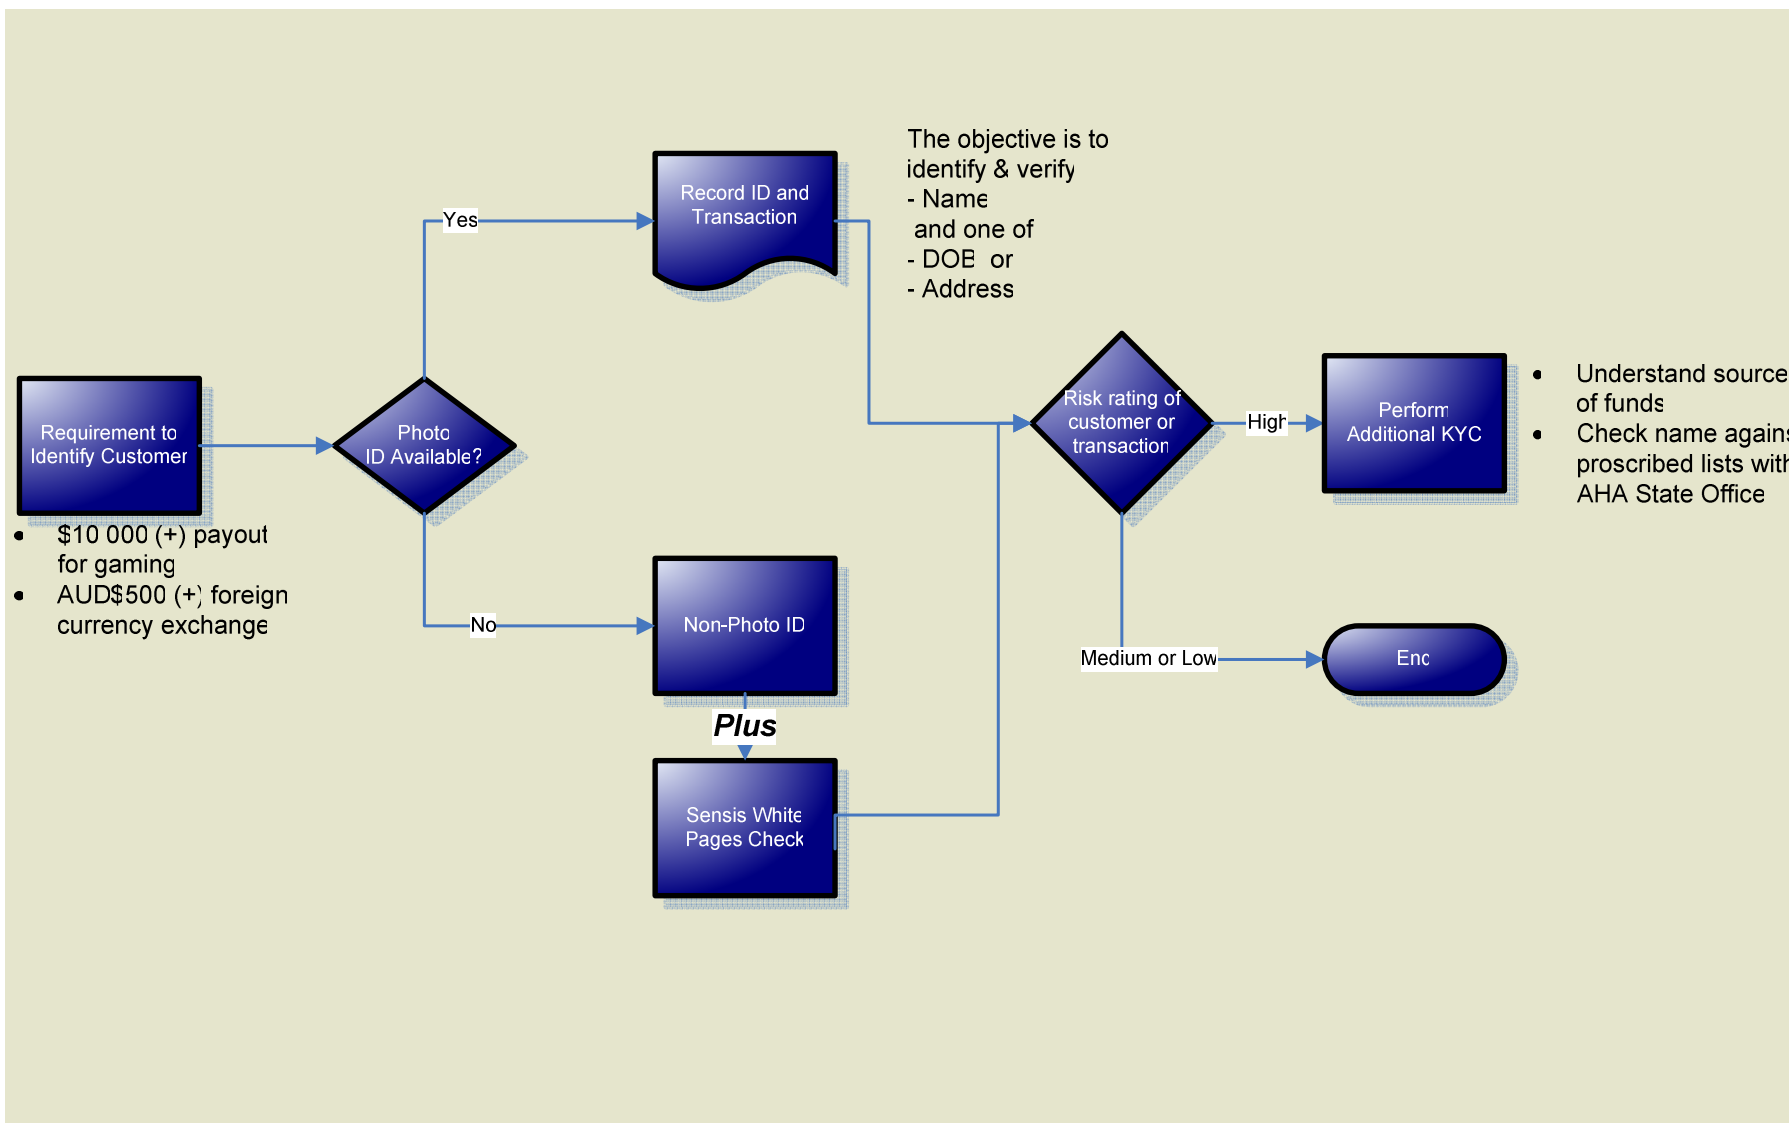 The objective is to
identify & verify
- Name
and one of
- DOB or
- Address
Record ID and
Transaction
Yes
Requirement to
Identify Customer
• $10 000 (+) payout
for gaming
• AUD$500 (+) foreign
currency exchange
Photo
ID Available?
No
Non-Photo ID
Plus
Sensis White
Pages Check
Risk rating of
customer or
transaction
High
Perform
Additional KYC
• Understand source
of funds
• Check name agains
proscribed lists with
AHA State Office
Medium or Low
End